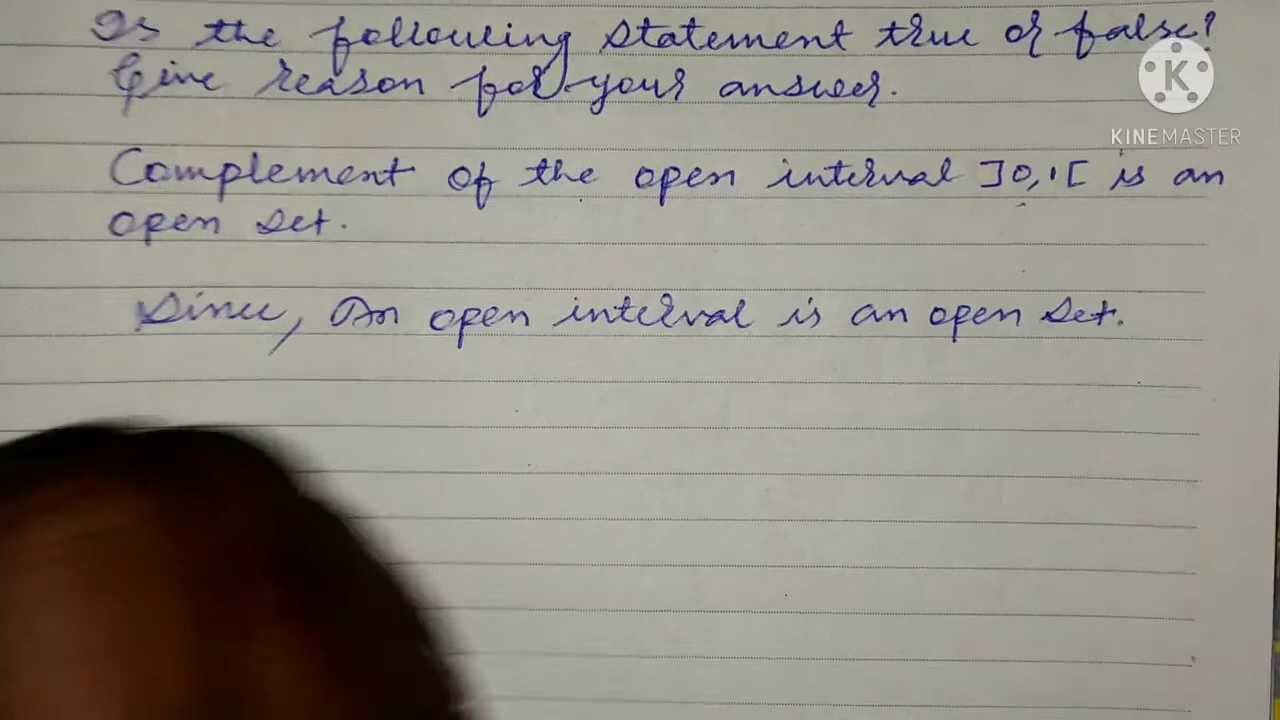 Is the following statement true or false?
Give reason for your answer.
K
KINEMASTER
Complement of the open interval ]0,1[ is an
open set.
Since, An open interval is an open set.